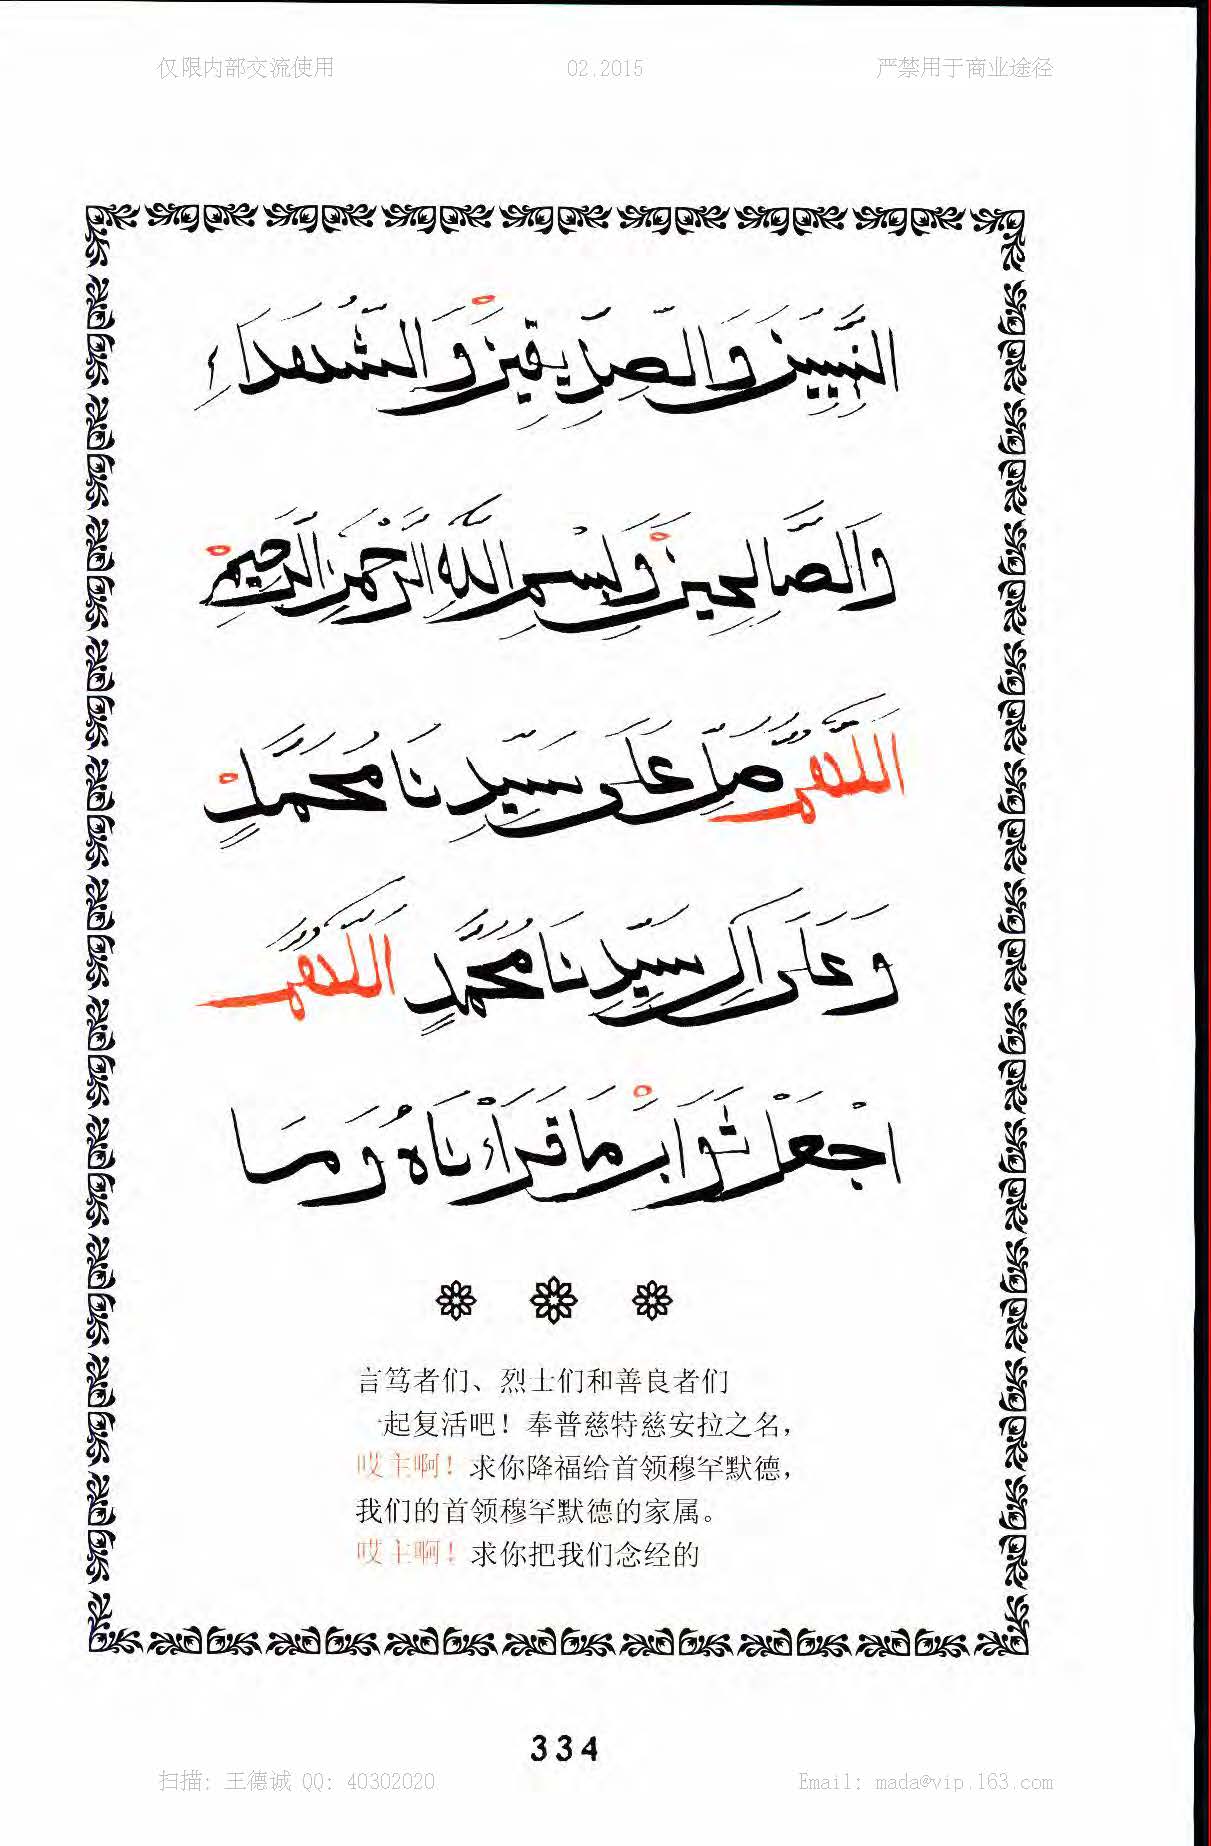 仅限内部交流使用 02.2015 严禁用于商业途径
النَّبِيِّينَ وَالصِّدِّيقِينَ وَالشُّهَدَاءِ
وَالصَّالِحِينَ وَبِسْمِ اللَّهِ الرَّحْمَنِ الرَّحِيمِ
اَللَّهُمَّ صَلِّ عَلَى سَيِّدِنَا مُحَمَّدٍ
وَعَلَى اٰلِ سَيِّدِنَا مُحَمَّدٍ اَللَّهُمَّ
اجْعَلْ ثَوَابَ مَا قَرَاْءنَاهُ وَمَا
言笃者们、烈士们和善良者们
一起复活吧！奉普慈特慈安拉之名，
哎主啊！求你降福给首领穆罕默德，
我们的首领穆罕默德的家属。
哎主啊！求你把我们念经的
334
扫描: 王德诚 QQ: 40302020 Email: mada@vip.163.com